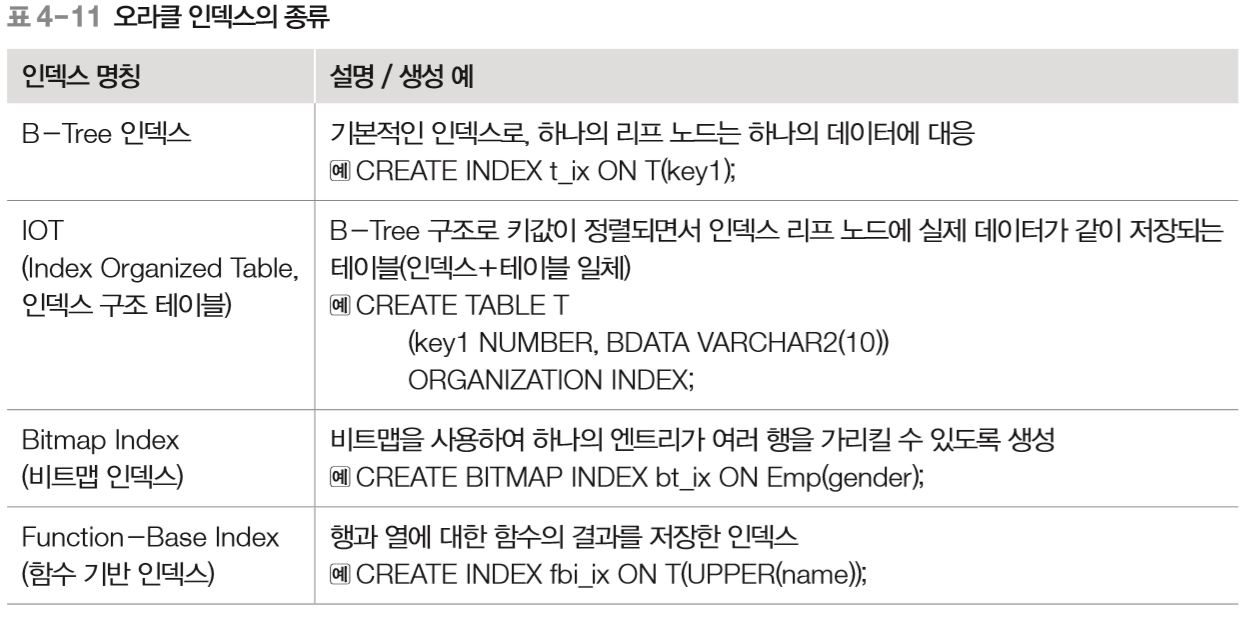 표 4-11 오라클 인덱스의 종류
인덱스 명칭
설명 / 생성 예
B-Tree 인덱스
기본적인 인덱스로, 하나의 리프 노드는 하나의 데이터에 대응
예 CREATE INDEX t_ix ON T(key1);
IOT
(Index Organized Table,
인덱스 구조 테이블)
B-Tree 구조로 키값이 정렬되면서 인덱스 리프 노드에 실제 데이터가 같이 저장되는
테이블(인덱스+테이블 일체)
예 CREATE TABLE T
(key1 NUMBER, BDATA VARCHAR2(10))
ORGANIZATION INDEX;
Bitmap Index
(비트맵 인덱스)
비트맵을 사용하여 하나의 엔트리가 여러 행을 가리킬 수 있도록 생성
예 CREATE BITMAP INDEX bt_ix ON Emp(gender);
Function-Base Index
(함수 기반 인덱스)
행과 열에 대한 함수의 결과를 저장한 인덱스
예 CREATE INDEX fbi_ix ON T(UPPER(name));